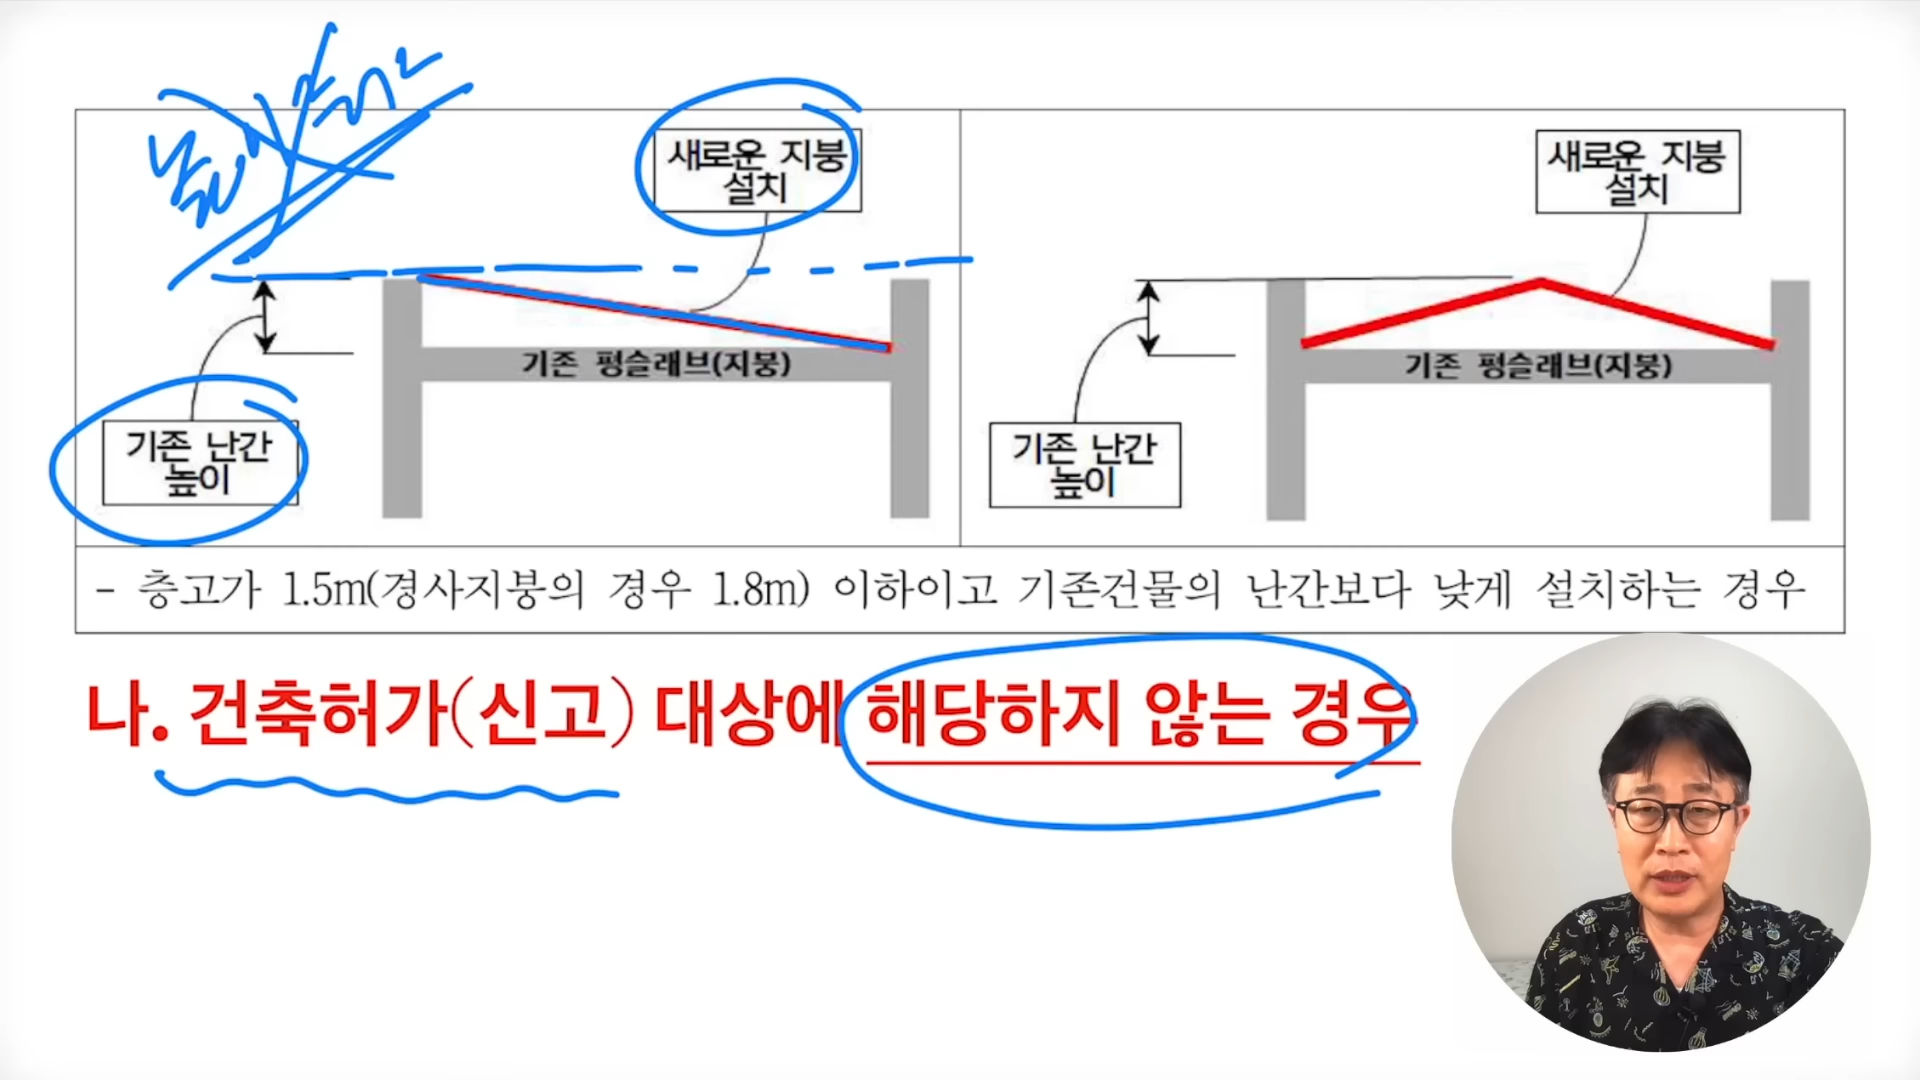 새로운 지붕
설치
기존 평슬래브(지붕)
기존 난간
높이
새로운 지붕
설치
기존 평슬래브(지붕)
기존 난간
높이
- 층고가 1.5m(경사지붕의 경우 1.8m) 이하이고 기존건물의 난간보다 낮게 설치하는 경우
나. 건축허가(신고) 대상에 해당하지 않는 경우